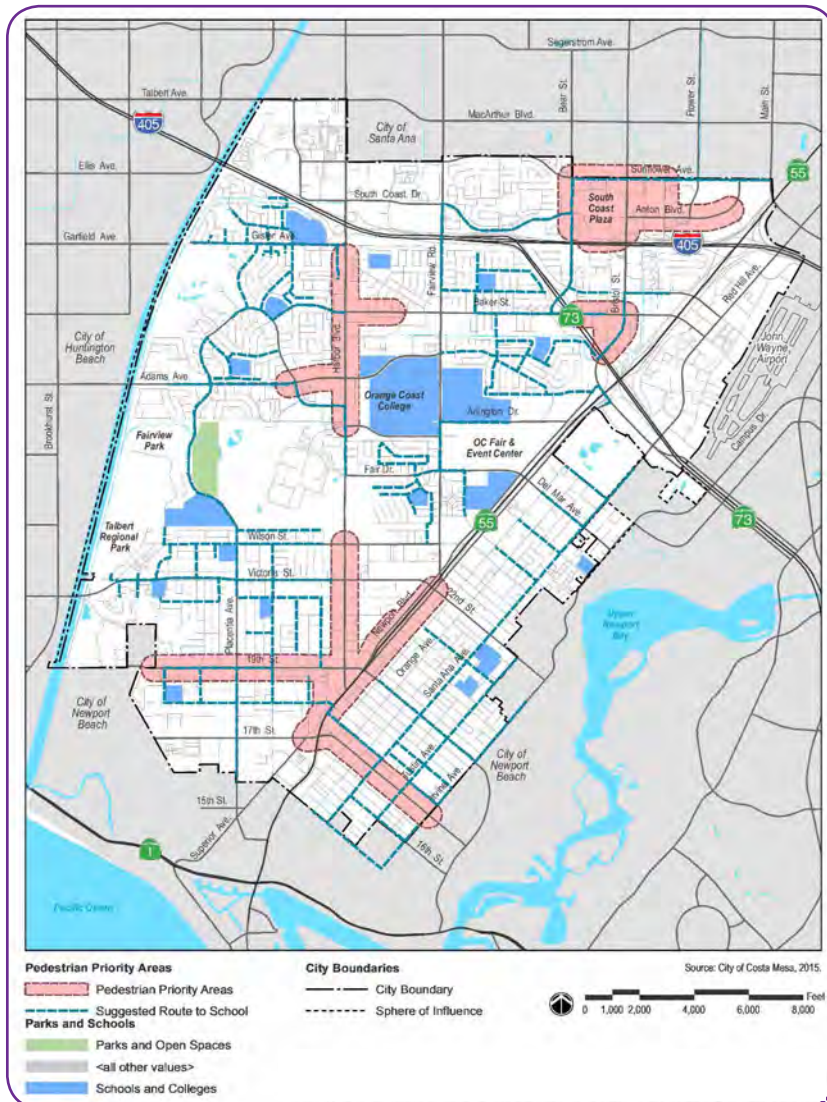 Segerstrom Ave.
Talbert Ave.
405
Bear St.
Flower St.
Main St.
MacArthur Blvd.
City of
Santa Ana
Ellis Ave.
Sunflower Ave.
55
South Coast Dr.
South
Coast
Plaza
Anton Blvd.
Garfield Ave.
Gisler Ave.
405
Fairview Rd.
Red Hill Ave.
Baker St.
Bristol St.
73
City of
Huntington
Beach
Harbor Blvd.
John
Wayne
Airport
Adams Ave.
Brookhurst St.
Orange Coast
College
Arlington Dr.
Campus Dr.
Fairview
Park
OC Fair &
Event Center
Fair Dr.
Del Mar Ave.
73
55
Talbert
Regional
Park
Wilson St.
Victoria St.
Newport Blvd.
22nd St.
Upper
Newport
Bay
Placentia Ave.
Orange Ave.
Santa Ana Ave.
19th St.
City of
Newport
Beach
17th St.
Tustin Ave.
Irvine Ave.
City of
Newport
Beach
15th St.
Superior Ave.
16th St.
1
Pacific Ocean
Pedestrian Priority Areas
Pedestrian Priority Areas
Suggested Route to School
Parks and Schools
Parks and Open Spaces
<all other values>
Schools and Colleges
City Boundaries
City Boundary
Sphere of Influence
Source: City of Costa Mesa, 2015.
Feet
0 1,000 2,000 4,000 6,000 8,000